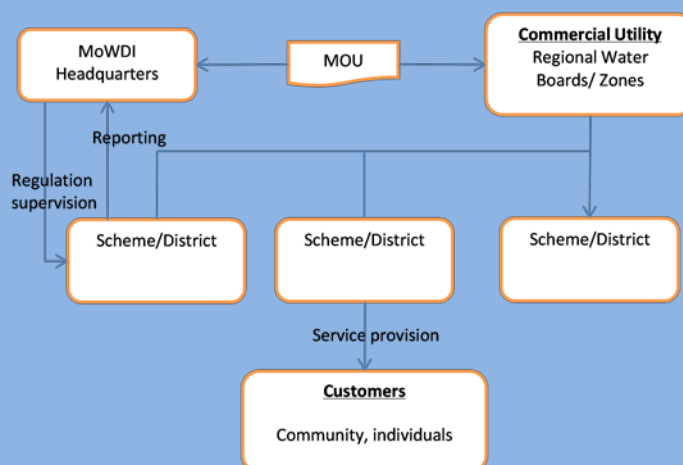 MoWDI
Headquarters
MOU
Commercial Utility
Regional Water
Boards/ Zones
Reporting
Regulation
supervision
Scheme/District
Scheme/District
Scheme/District
Service provision
Customers
Community, individuals